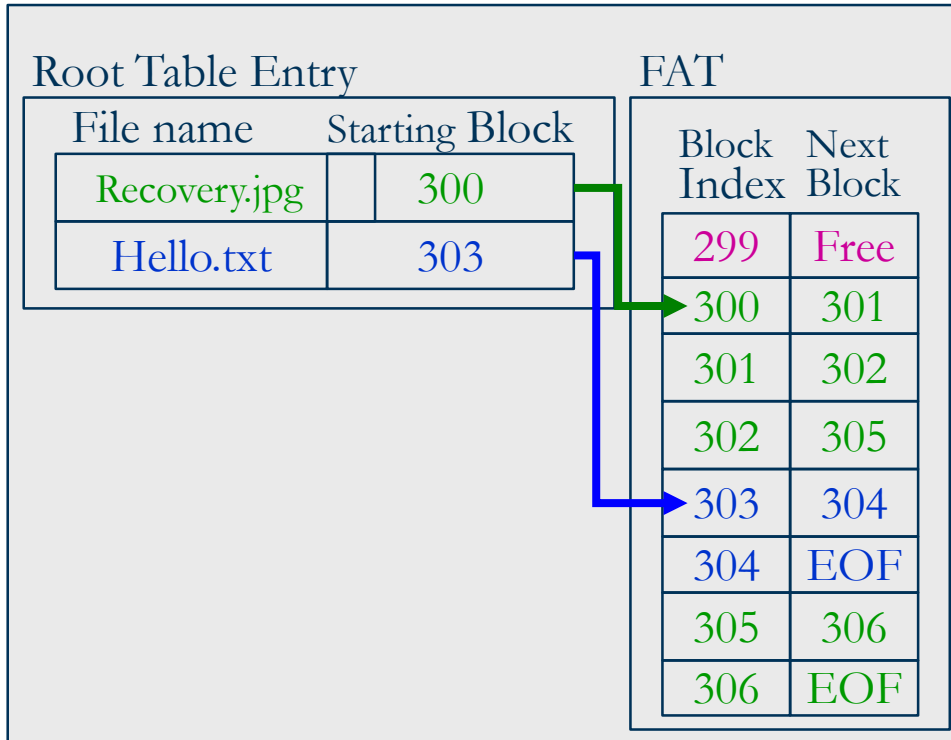 Root Table Entry
File name Starting Block
Recovery.jpg 300
Hello.txt 303
FAT
Block Next
Index Block
299 Free
300 301
301 302
302 305
303 304
304 EOF
305 306
306 EOF